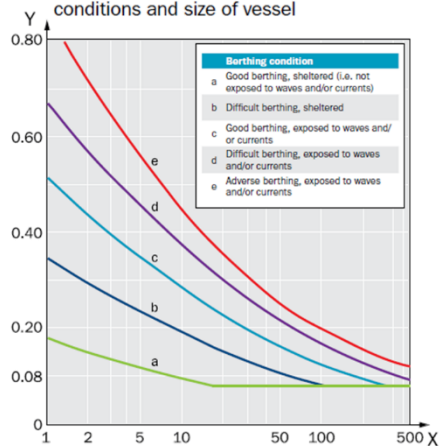 conditions and size of vessel
Y
0.80
0.60
0.40
0.20
0.08
0
Berthing condition
a Good berthing, sheltered (i.e. not
exposed to waves and/or currents)
b Difficult berthing, sheltered
c Good berthing, exposed to waves and/
or currents
d Difficult berthing, exposed to waves
and/or currents
e Adverse berthing, exposed to waves
and/or currents
e
d
c
b
a
1 2 5 10 50 100 500 X